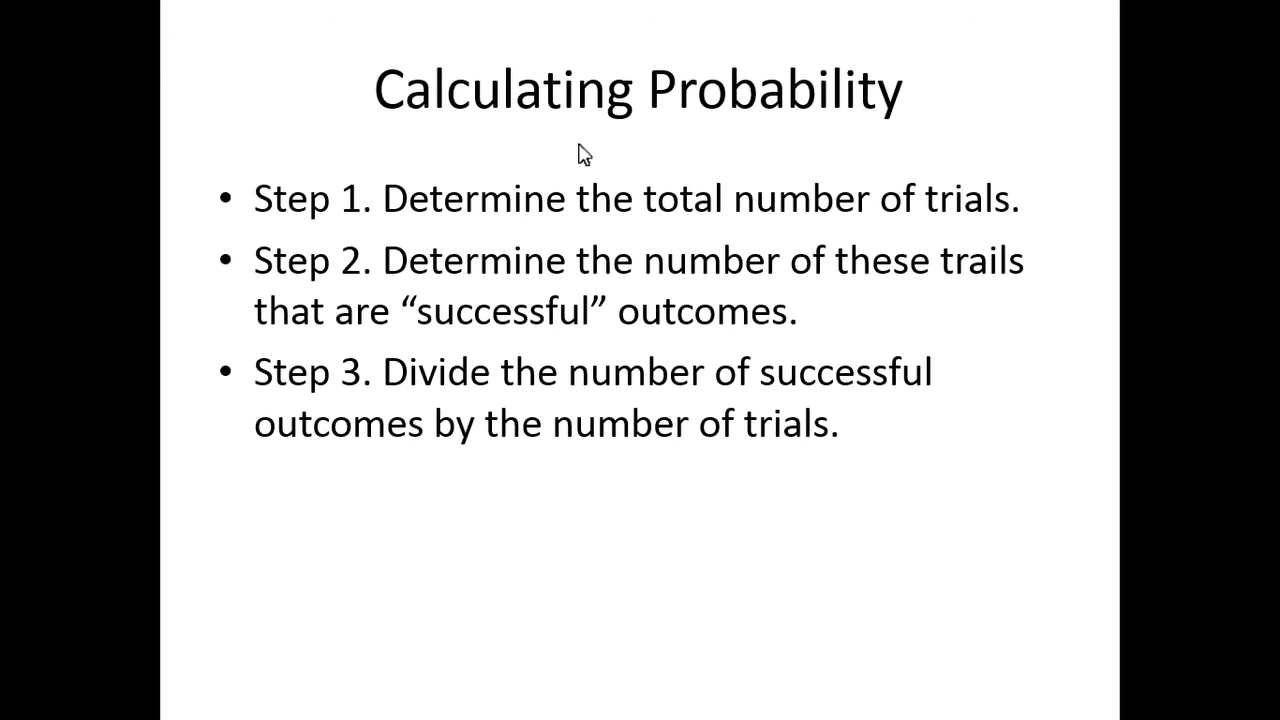 Calculating Probability
• Step 1. Determine the total number of trials.
• Step 2. Determine the number of these trails
that are “successful” outcomes.
• Step 3. Divide the number of successful
outcomes by the number of trials.